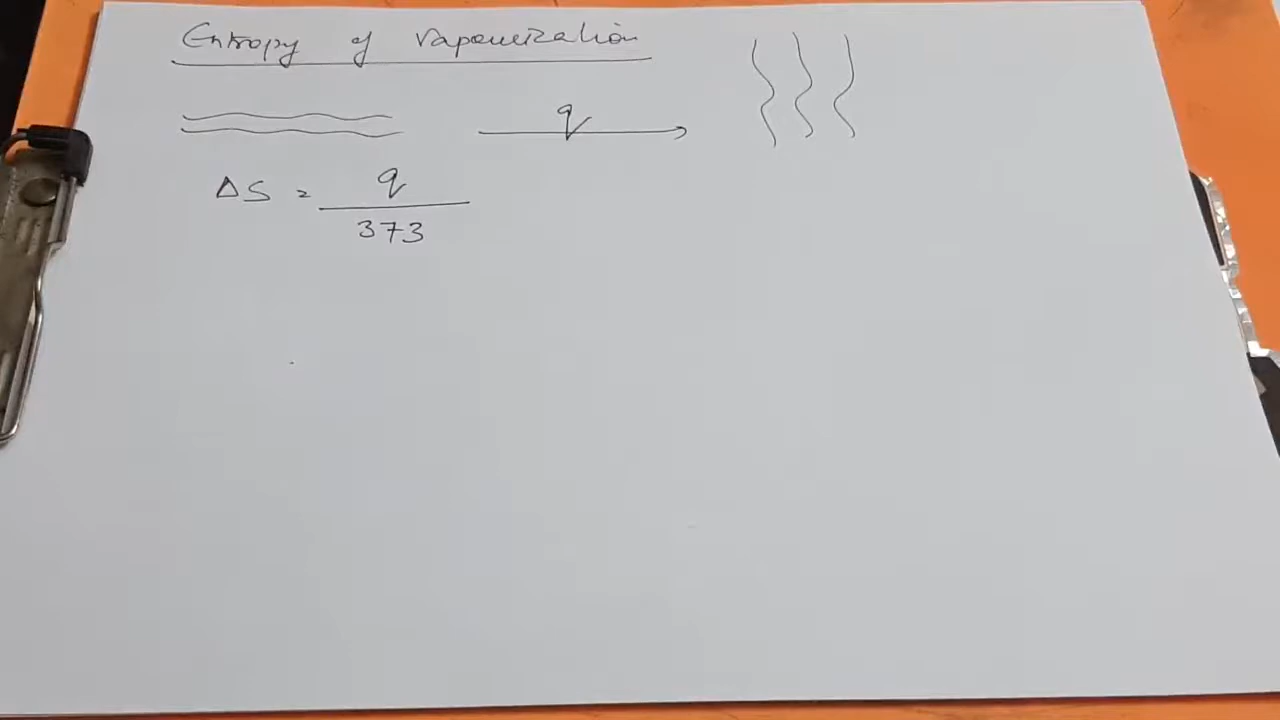 Entropy of vapourization
q
ΔS = q / 373